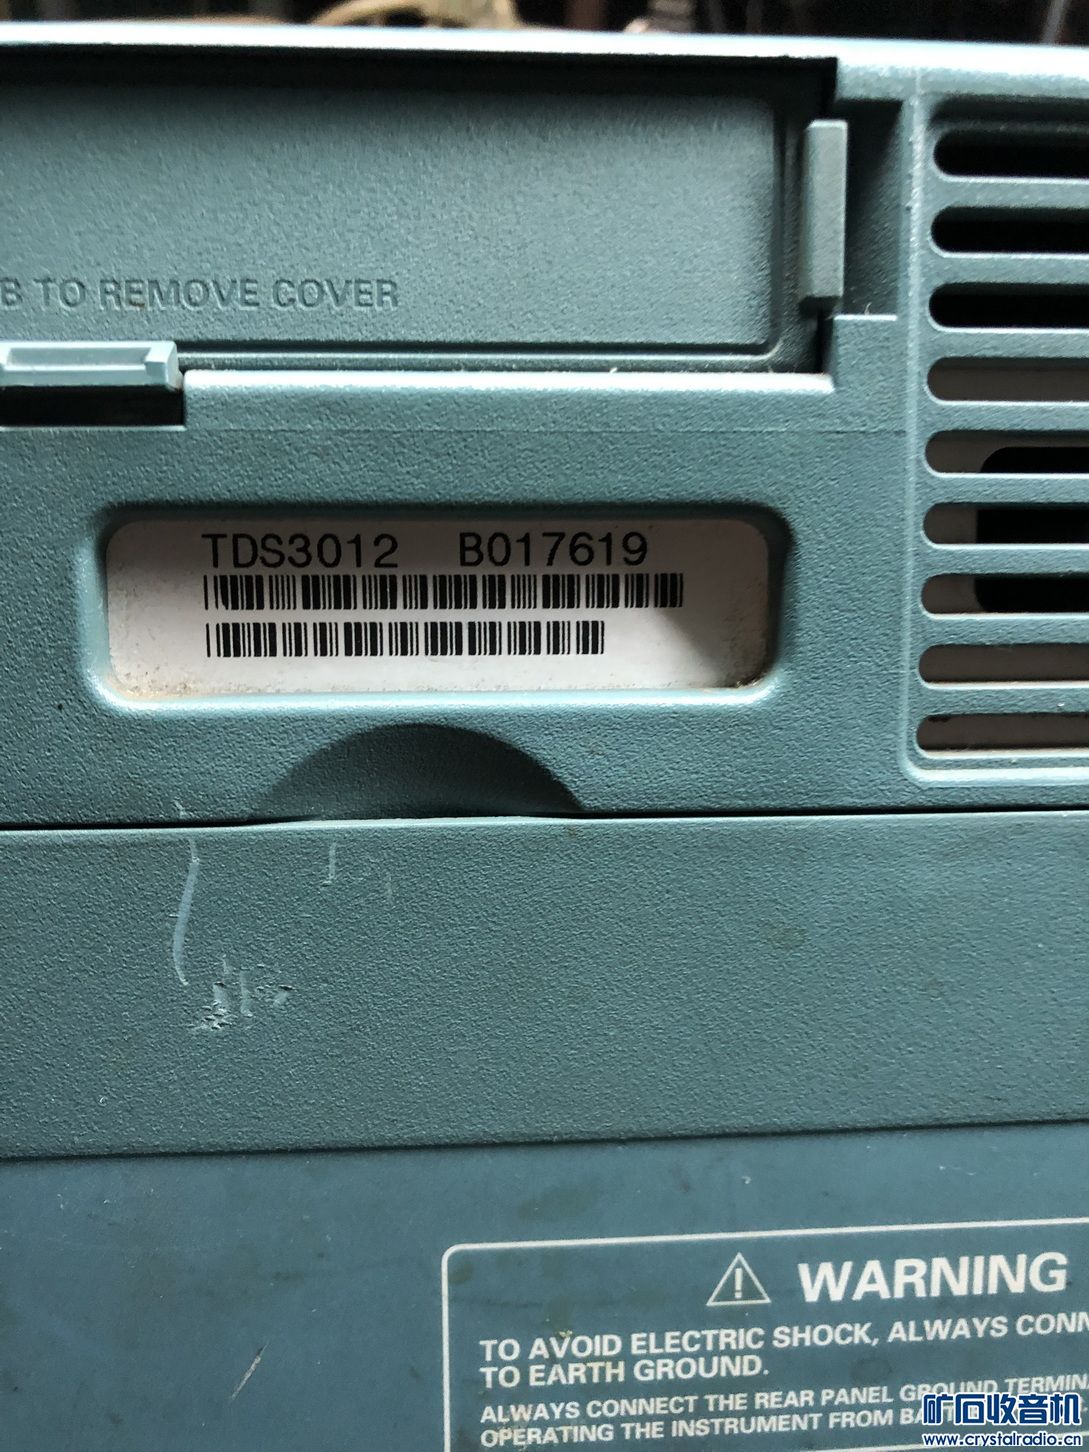 B TO REMOVE COVER
TDS3012 B017619
WARNING
TO AVOID ELECTRIC SHOCK, ALWAYS CONN
TO EARTH GROUND.
ALWAYS CONNECT THE REAR PANEL GROUND TERMINA
OPERATING THE INSTRUMENT FROM
矿石收音机
www.crystalradio.cn